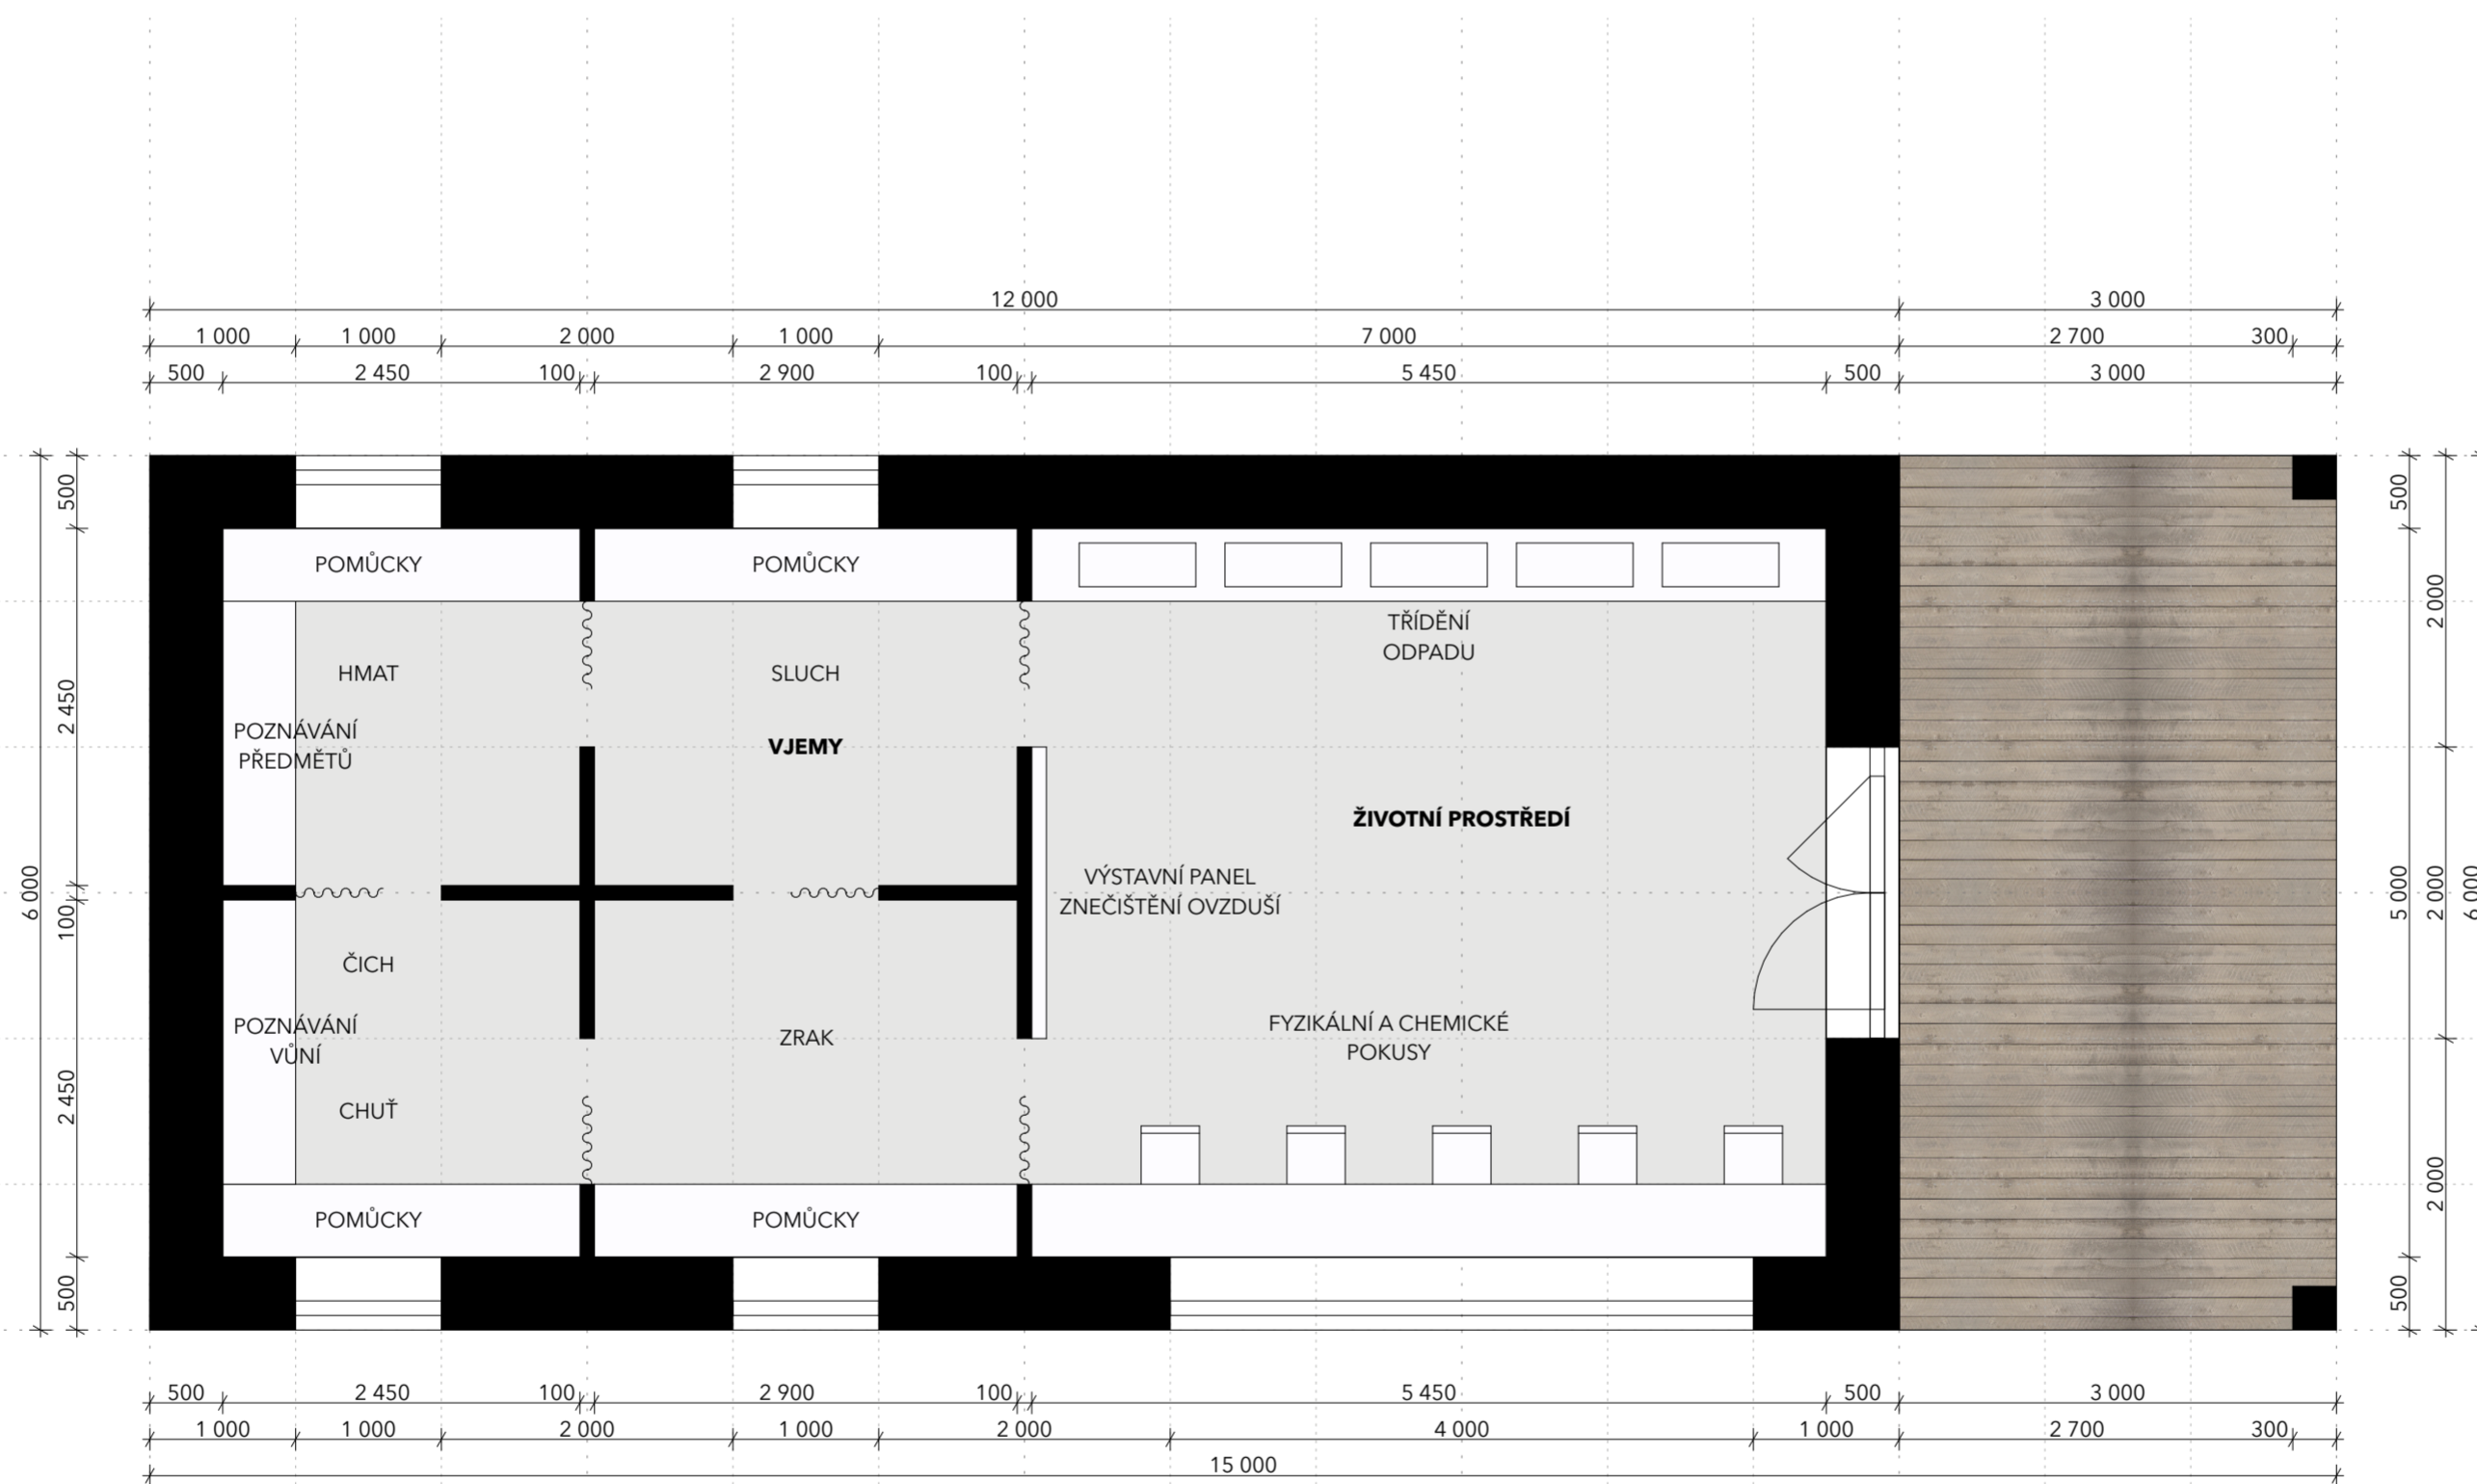 12 000 3 000
1 000 1 000 2 000 1 000 7 000 2 700 300
500 2 450 100 2 900 100 5 450 500 3 000
500
2 450
6 000
100
2 450
500
POMŮCKY
POMŮCKY
HMAT
SLUCH
TŘÍDĚNÍ
ODPADU
POZNÁVÁNÍ
PŘEDMĚTŮ
VJEMY
ŽIVOTNÍ PROSTŘEDÍ
VÝSTAVNÍ PANEL
ZNEČIŠTĚNÍ OVZDUŠÍ
ČICH
POZNÁVÁNÍ
VŮNÍ
ZRAK
FYZIKÁLNÍ A CHEMICKÉ
POKUSY
CHUŤ
POMŮCKY
POMŮCKY
500
2 000
5 000
2 000
6 000
2 000
500
500 2 450 100 2 900 100 5 450 500 3 000
1 000 1 000 2 000 1 000 2 000 4 000 1 000 2 700 300
15 000